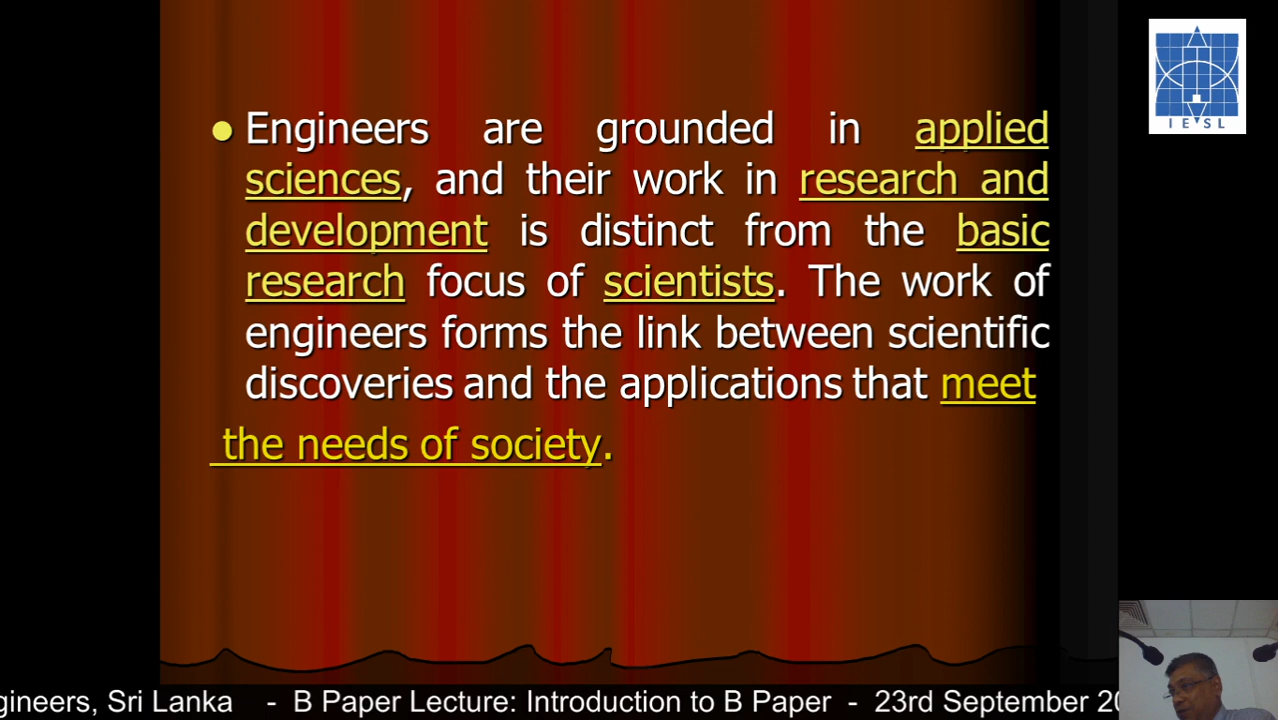 Engineers are grounded in applied
sciences, and their work in research and
development is distinct from the basic
research focus of scientists. The work of
engineers forms the link between scientific
discoveries and the applications that meet
the needs of society.
IESL
gineers, Sri Lanka - B Paper Lecture: Introduction to B Paper - 23rd September 20